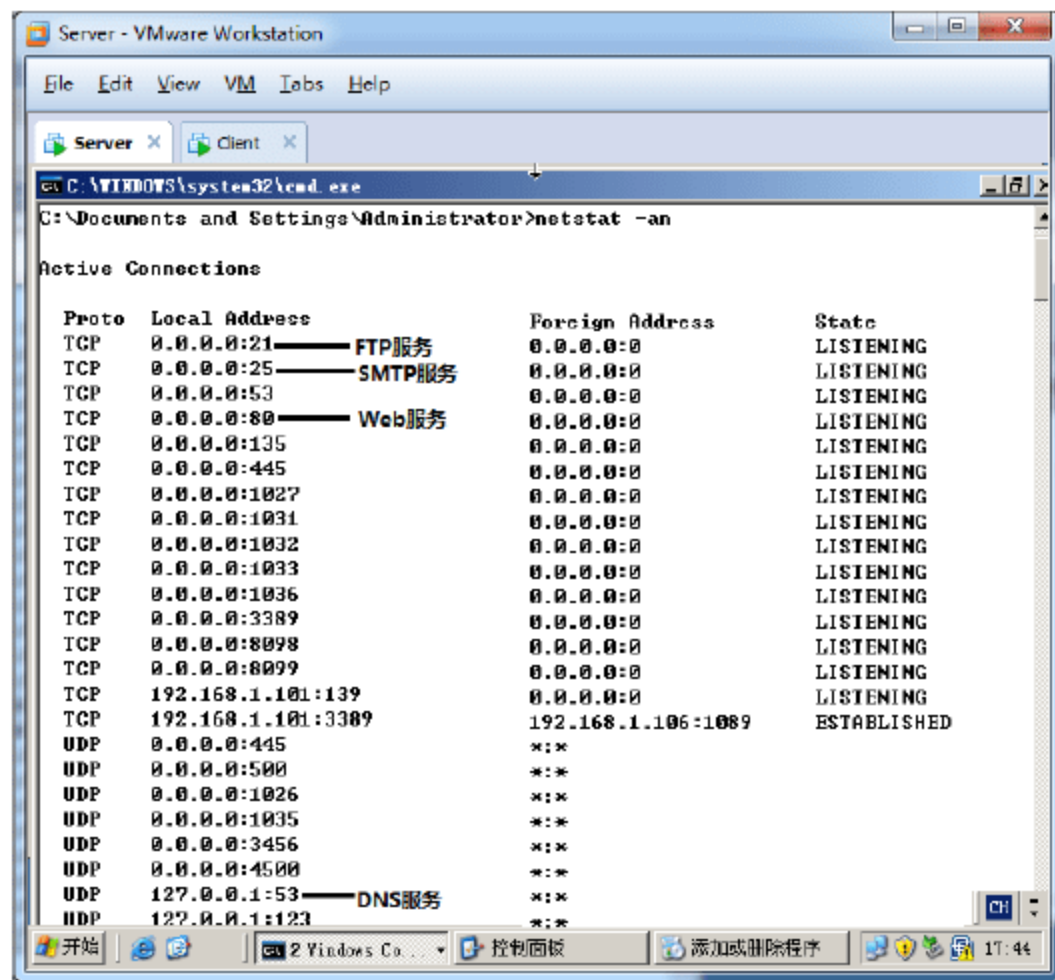 Server - VMware Workstation
File Edit View VM Tabs Help
Server Client
C:\WINDOWS\system32\cmd.exe
C:\Documents and Settings\Administrator>netstat -an
Active Connections
Proto Local Address Foreign Address State
TCP 0.0.0.0:21 FTP服务 0.0.0.0:0 LISTENING
TCP 0.0.0.0:25 SMTP服务 0.0.0.0:0 LISTENING
TCP 0.0.0.0:53 0.0.0.0:0 LISTENING
TCP 0.0.0.0:80 Web服务 0.0.0.0:0 LISTENING
TCP 0.0.0.0:135 0.0.0.0:0 LISTENING
TCP 0.0.0.0:445 0.0.0.0:0 LISTENING
TCP 0.0.0.0:1027 0.0.0.0:0 LISTENING
TCP 0.0.0.0:1031 0.0.0.0:0 LISTENING
TCP 0.0.0.0:1032 0.0.0.0:0 LISTENING
TCP 0.0.0.0:1033 0.0.0.0:0 LISTENING
TCP 0.0.0.0:1036 0.0.0.0:0 LISTENING
TCP 0.0.0.0:3389 0.0.0.0:0 LISTENING
TCP 0.0.0.0:8098 0.0.0.0:0 LISTENING
TCP 0.0.0.0:8099 0.0.0.0:0 LISTENING
TCP 192.168.1.101:139 0.0.0.0:0 LISTENING
TCP 192.168.1.101:3389 192.168.1.106:1089 ESTABLISHED
UDP 0.0.0.0:445 *:*
UDP 0.0.0.0:500 *:*
UDP 0.0.0.0:1026 *:*
UDP 0.0.0.0:1035 *:*
UDP 0.0.0.0:3456 *:*
UDP 0.0.0.0:4500 *:*
UDP 127.0.0.1:53 DNS服务 *:*
UDP 127.0.0.1:123 *:*
CH
开始 2 Windows Co... 控制面板 添加或删除程序 17:44